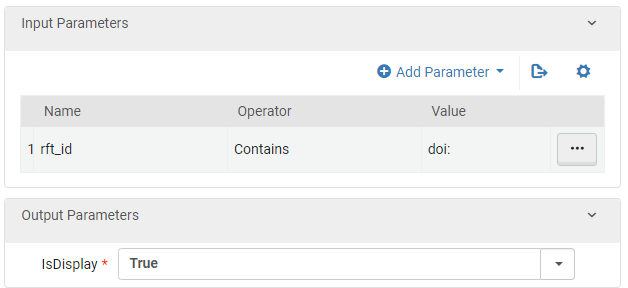 Input Parameters
Add Parameter
Name Operator Value
1 rft_id Contains doi:
Output Parameters
IsDisplay * True